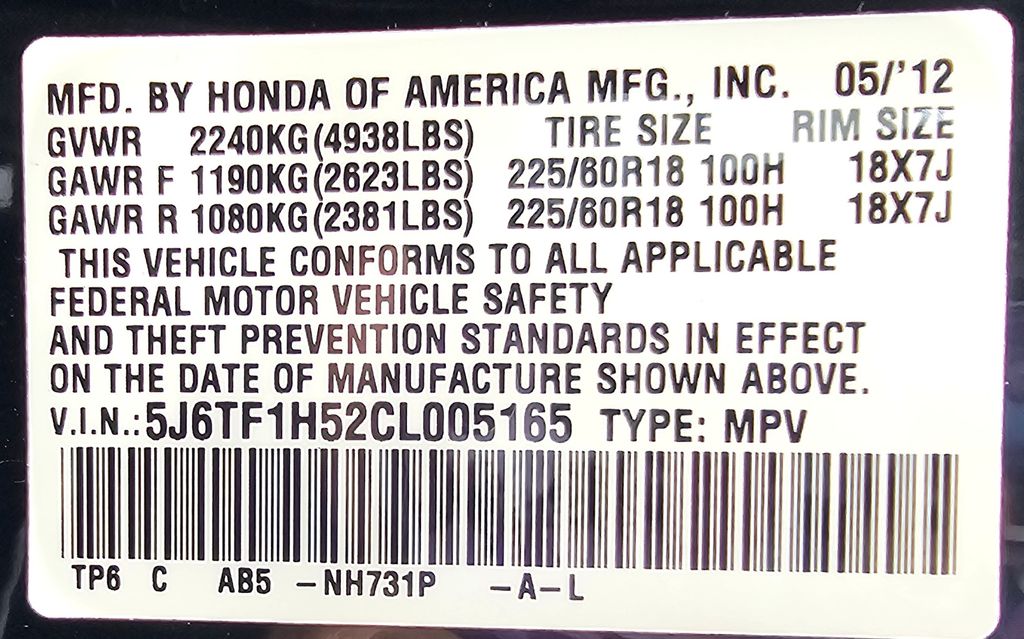 MFD. BY HONDA OF AMERICA MFG., INC. 05/'12
GVWR 2240KG(4938LBS) TIRE SIZE RIM SIZE
GAWR F 1190KG(2623LBS) 225/60R18 100H 18X7J
GAWR R 1080KG(2381LBS) 225/60R18 100H 18X7J
THIS VEHICLE CONFORMS TO ALL APPLICABLE
FEDERAL MOTOR VEHICLE SAFETY
AND THEFT PREVENTION STANDARDS IN EFFECT
ON THE DATE OF MANUFACTURE SHOWN ABOVE.
V.I.N.:5J6TF1H52CL005165 TYPE: MPV
TP6 C AB5 -NH731P -A-L